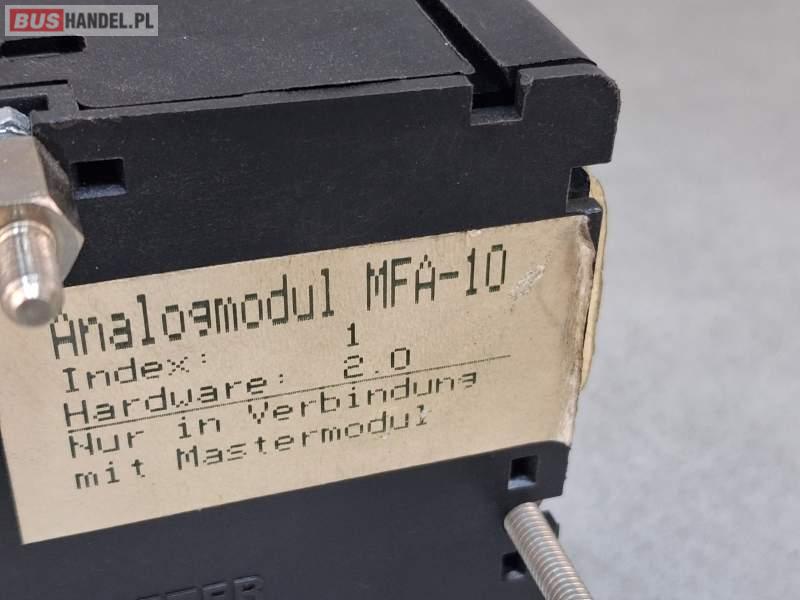 BUSHANDEL.PL
Analogmodul MFA-10
Index: 1
Hardware: 2.0
Nur in Verbindung
mit Mastermodul